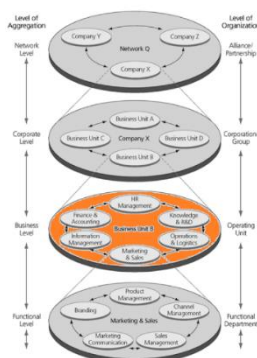 Level of
Aggregation
Level of
Organization
Network
Level
Company Y
Company Z
Network Q
Company X
Alliance/
Partnership
Corporate
Level
Business Unit A
Business Unit C
Company X
Business Unit D
Business Unit B
Corporation/
Group
Business
Level
HR
Management
Finance &
Accounting
Knowledge
& R&D
Business Unit B
Information
Management
Operations
& Logistics
Marketing
& Sales
Operating
Unit
Functional
Level
Product
Management
Branding
Channel
Management
Marketing & Sales
Marketing
Communication
Sales
Management
Functional
Department